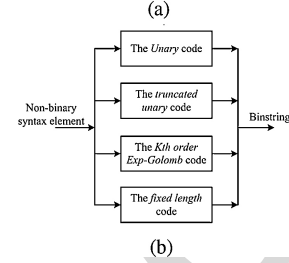 (a)
The Unary code
The truncated
unary code
Non-binary
syntax element
Binstring
The Kth order
Exp-Golomb code
The fixed length
code
(b)